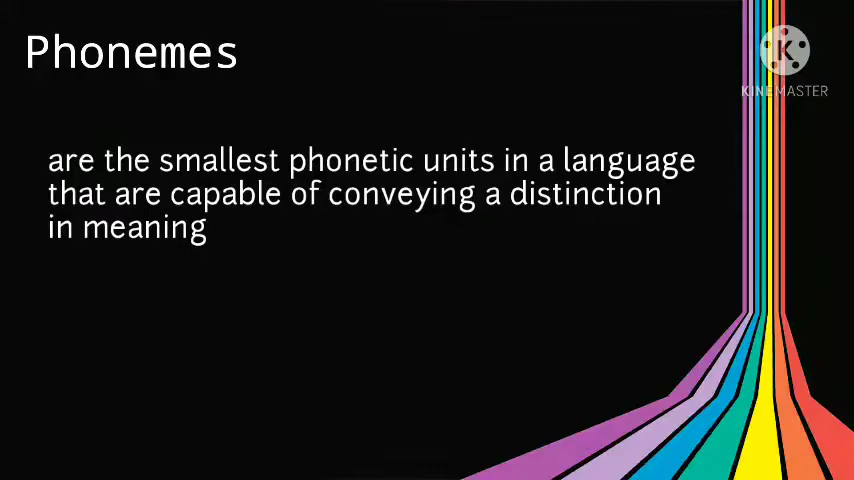 Phonemes
KINEMASTER
are the smallest phonetic units in a language
that are capable of conveying a distinction
in meaning